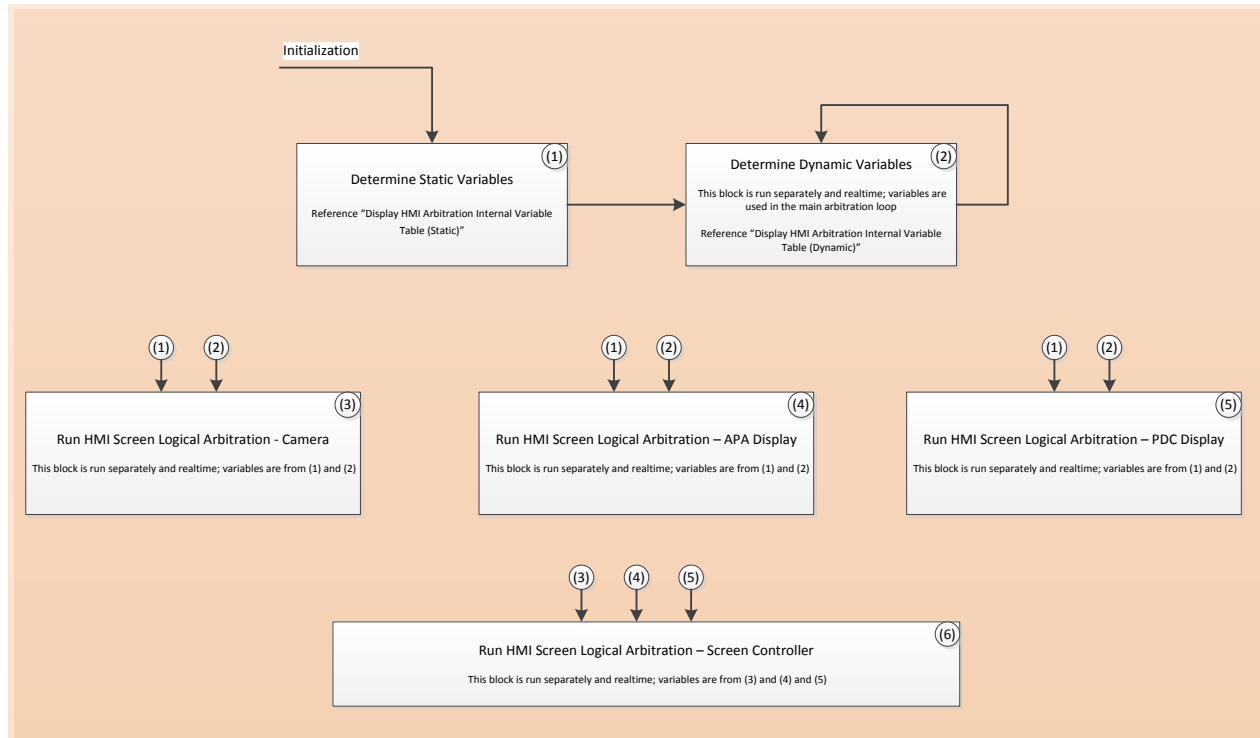 Initialization
(1)
Determine Static Variables
Reference “Display HMI Arbitration Internal Variable
Table (Static)”
(2)
Determine Dynamic Variables
This block is run separately and realtime; variables are
used in the main arbitration loop
Reference “Display HMI Arbitration Internal Variable
Table (Dynamic)”
(1)
(2)
(3)
Run HMI Screen Logical Arbitration - Camera
This block is run separately and realtime; variables are from (1) and (2)
(1)
(2)
(4)
Run HMI Screen Logical Arbitration – APA Display
This block is run separately and realtime; variables are from (1) and (2)
(1)
(2)
(5)
Run HMI Screen Logical Arbitration – PDC Display
This block is run separately and realtime; variables are from (1) and (2)
(3)
(4)
(5)
(6)
Run HMI Screen Logical Arbitration – Screen Controller
This block is run separately and realtime; variables are from (3) and (4) and (5)